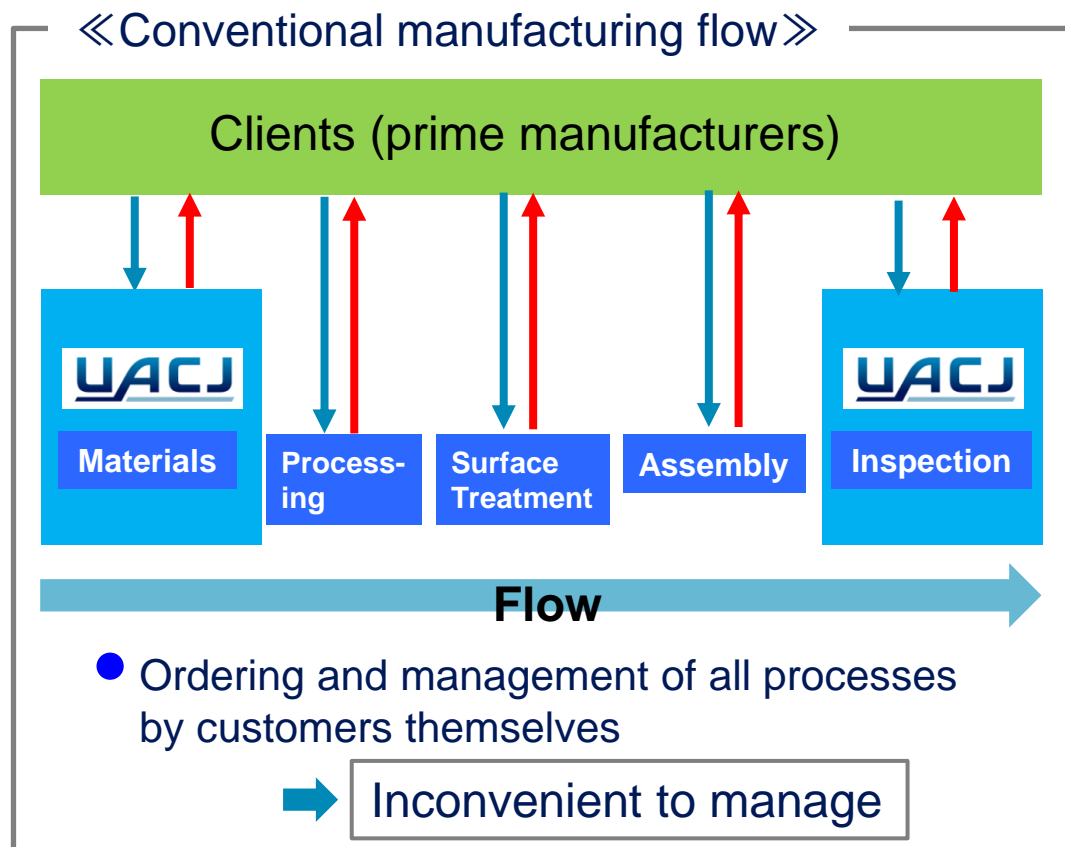 ≪Conventional manufacturing flow≫
Clients (prime manufacturers)
UACJ
Materials
Process-
ing
Surface
Treatment
Assembly
UACJ
Inspection
Flow
Ordering and management of all processes
by customers themselves
Inconvenient to manage